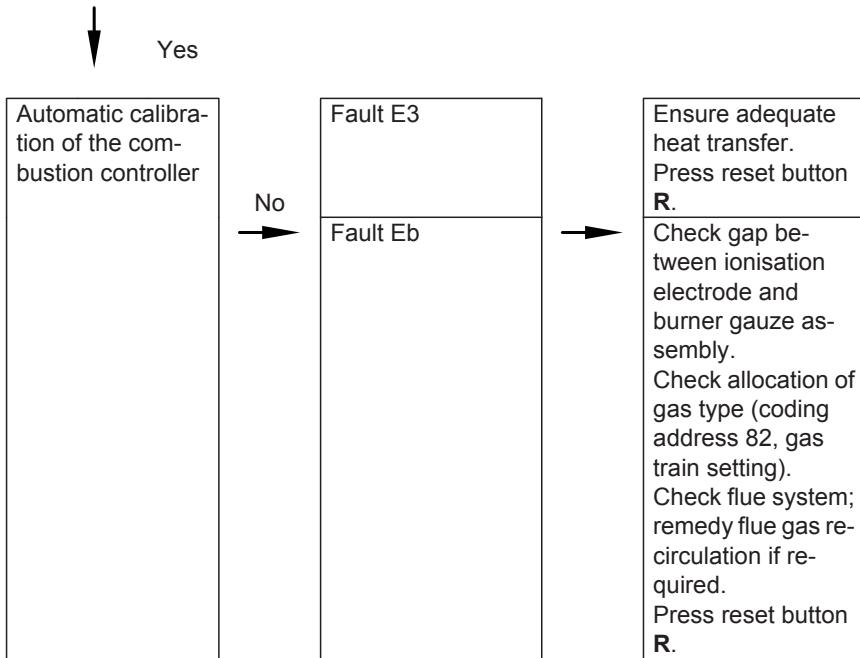 Yes
Automatic calibra-
tion of the com-
bustion controller
No
Fault E3
Ensure adequate
heat transfer.
Press reset button
R.
Fault Eb
Check gap be-
tween ionisation
electrode and
burner gauze as-
sembly.
Check allocation of
gas type (coding
address 82, gas
train setting).
Check flue system;
remedy flue gas re-
circulation if re-
quired.
Press reset button
R.